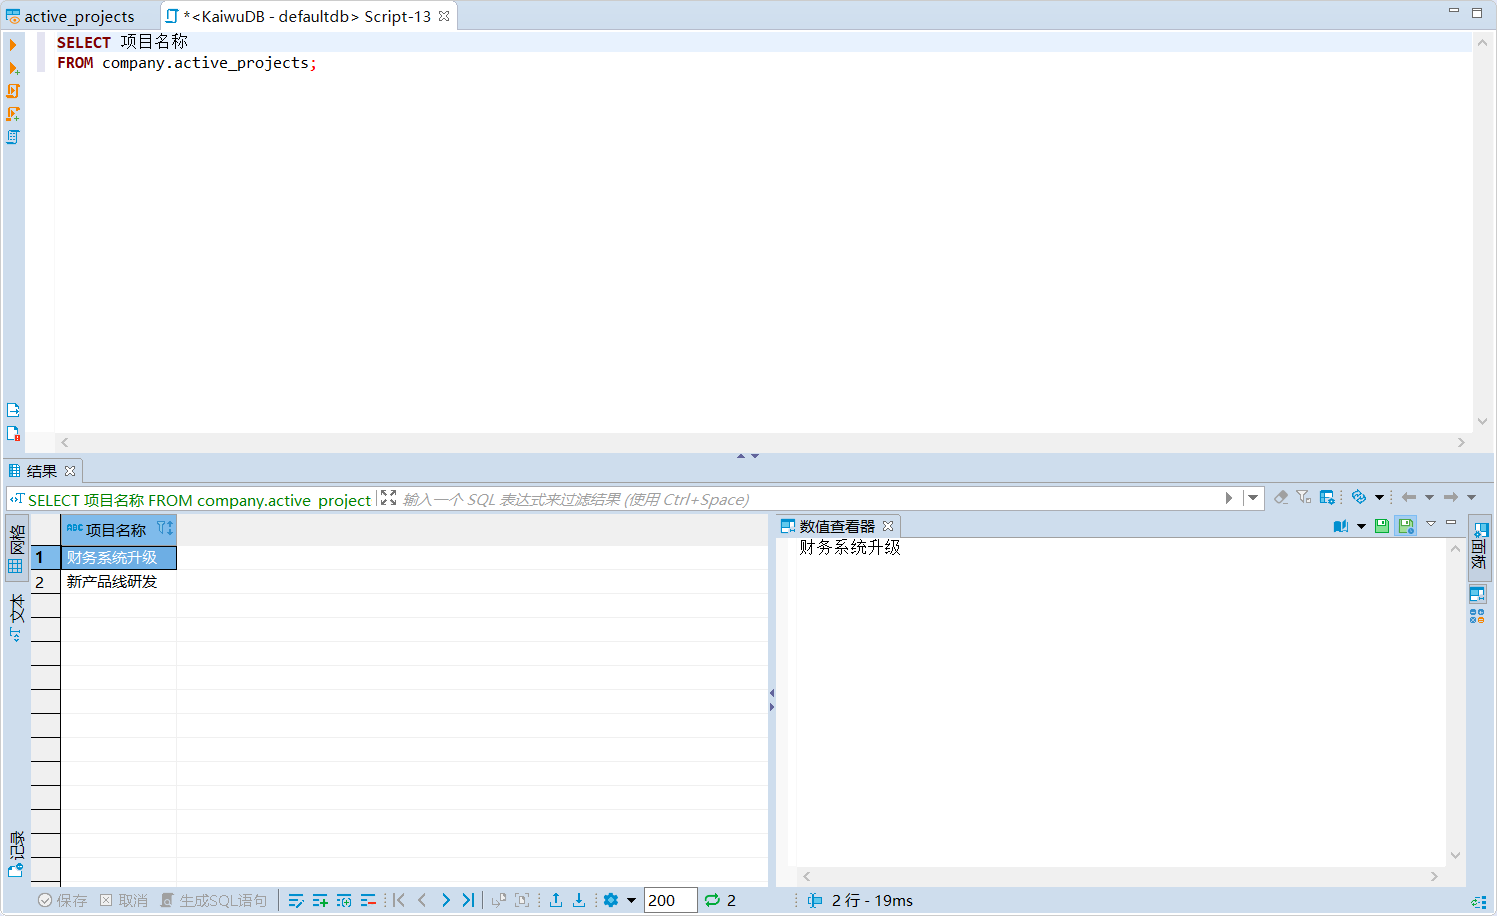 active_projects
*<KaiwuDB - defaultdb> Script-13
SELECT 项目名称
FROM company.active_projects;
结果
SELECT 项目名称 FROM company.active_project
输入一个 SQL 表达式来过滤结果 (使用 Ctrl+Space)
网格
文本
记录
ABC 项目名称
1 财务系统升级
2 新产品线研发
数值查看器
财务系统升级
面板
保存 取消 生成SQL语句 200 2
2 行 - 19ms